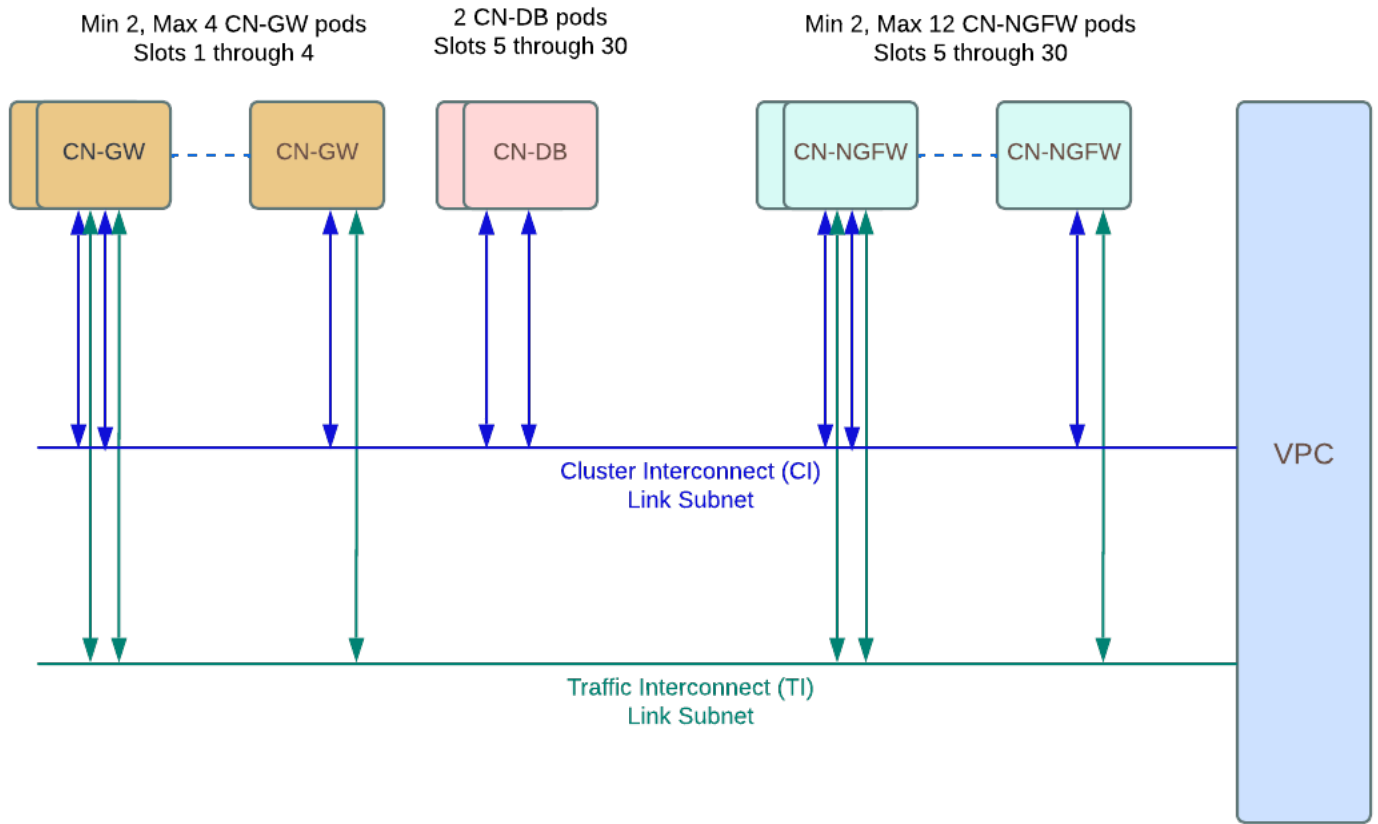 Min 2, Max 4 CN-GW pods
Slots 1 through 4
2 CN-DB pods
Slots 5 through 30
Min 2, Max 12 CN-NGFW pods
Slots 5 through 30
CN-GW
CN-GW
CN-DB
CN-NGFW
CN-NGFW
VPC
Cluster Interconnect (CI)
Link Subnet
Traffic Interconnect (TI)
Link Subnet